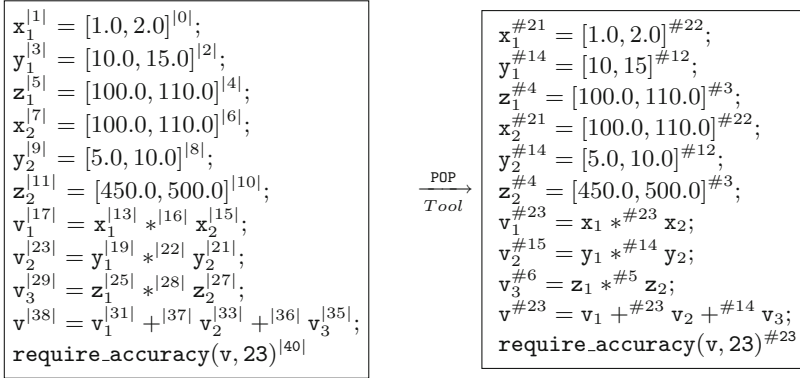 x₁^|1| = [1.0, 2.0]^|0|;
y₁^|3| = [10.0, 15.0]^|2|;
z₁^|5| = [100.0, 110.0]^|4|;
x₂^|7| = [100.0, 110.0]^|6|;
y₂^|9| = [5.0, 10.0]^|8|;
z₂^|11| = [450.0, 500.0]^|10|;
v₁^|17| = x₁^|13| *^|16| x₂^|15|;
v₂^|23| = y₁^|19| *^|22| y₂^|21|;
v₃^|29| = z₁^|25| *^|28| z₂^|27|;
v^|38| = v₁^|31| +^|37| v₂^|33| +^|36| v₃^|35|;
require_accuracy(v, 23)^|40|
POP
Tool
x₁^#21 = [1.0, 2.0]^#22;
y₁^#14 = [10, 15]^#12;
z₁^#4 = [100.0, 110.0]^#3;
x₂^#21 = [100.0, 110.0]^#22;
y₂^#14 = [5.0, 10.0]^#12;
z₂^#4 = [450.0, 500.0]^#3;
v₁^#23 = x₁ *^#23 x₂;
v₂^#15 = y₁ *^#14 y₂;
v₃^#6 = z₁ *^#5 z₂;
v^#23 = v₁ +^#23 v₂ +^#14 v₃;
require_accuracy(v, 23)^#23